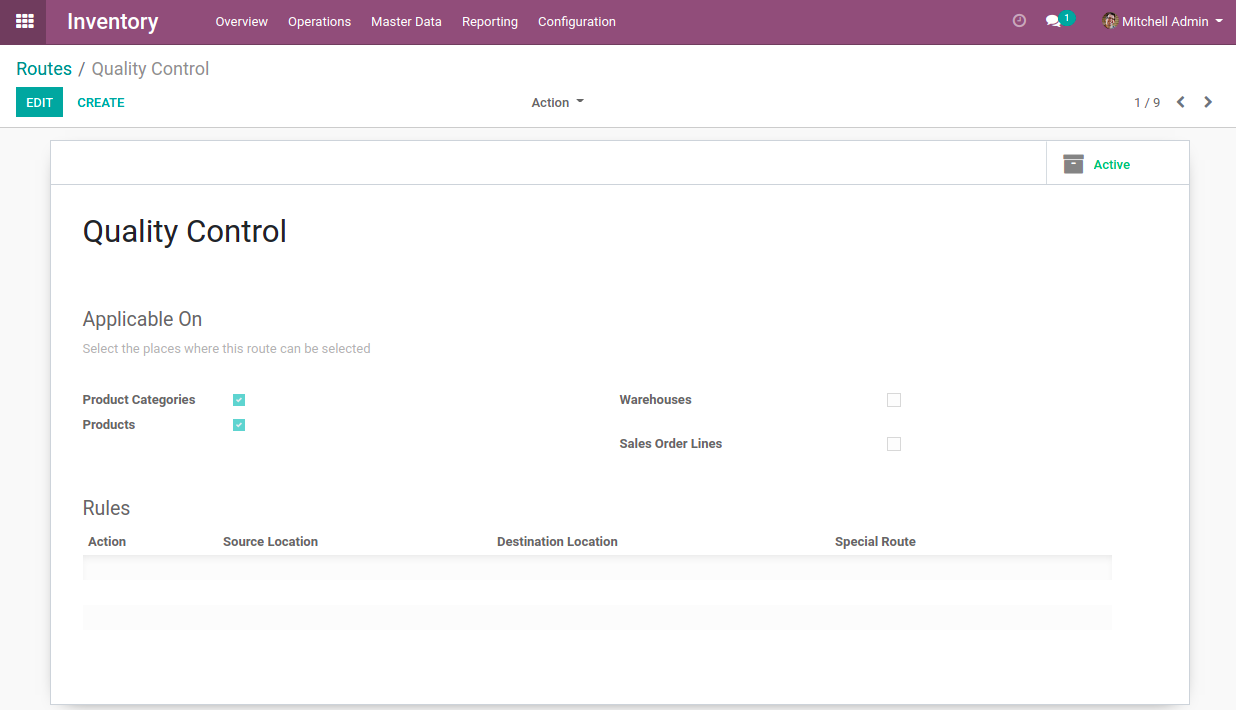 Inventory Overview Operations Master Data Reporting Configuration 1 Mitchell Admin
Routes / Quality Control
EDIT CREATE Action 1 / 9
Active
Quality Control
Applicable On
Select the places where this route can be selected
Product Categories Warehouses
Products
Sales Order Lines
Rules
Action Source Location Destination Location Special Route